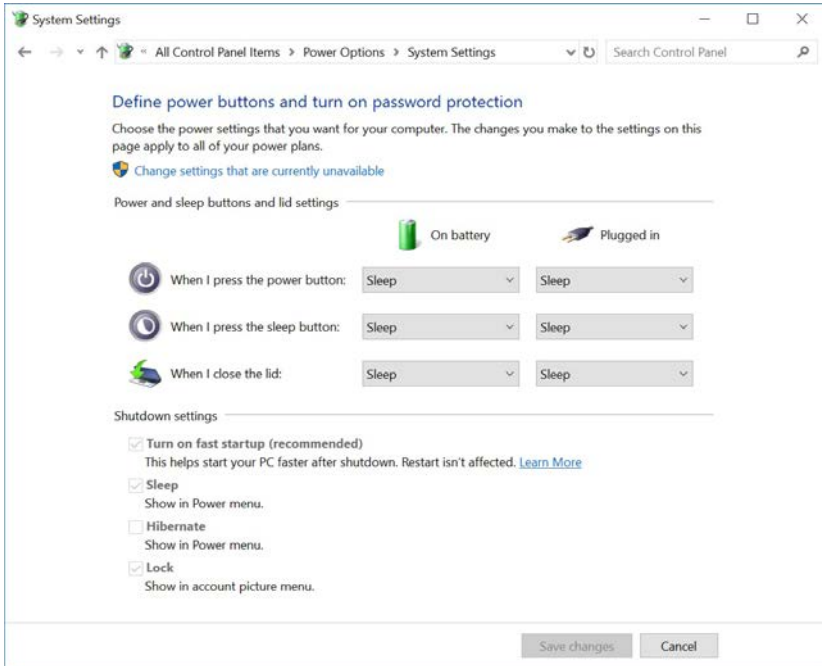 System Settings
All Control Panel Items > Power Options > System Settings
Search Control Panel
Define power buttons and turn on password protection
Choose the power settings that you want for your computer. The changes you make to the settings on this
page apply to all of your power plans.
Change settings that are currently unavailable
Power and sleep buttons and lid settings
On battery Plugged in
When I press the power button: Sleep Sleep
When I press the sleep button: Sleep Sleep
When I close the lid: Sleep Sleep
Shutdown settings
Turn on fast startup (recommended)
This helps start your PC faster after shutdown. Restart isn't affected. Learn More
Sleep
Show in Power menu.
Hibernate
Show in Power menu.
Lock
Show in account picture menu.
Save changes Cancel